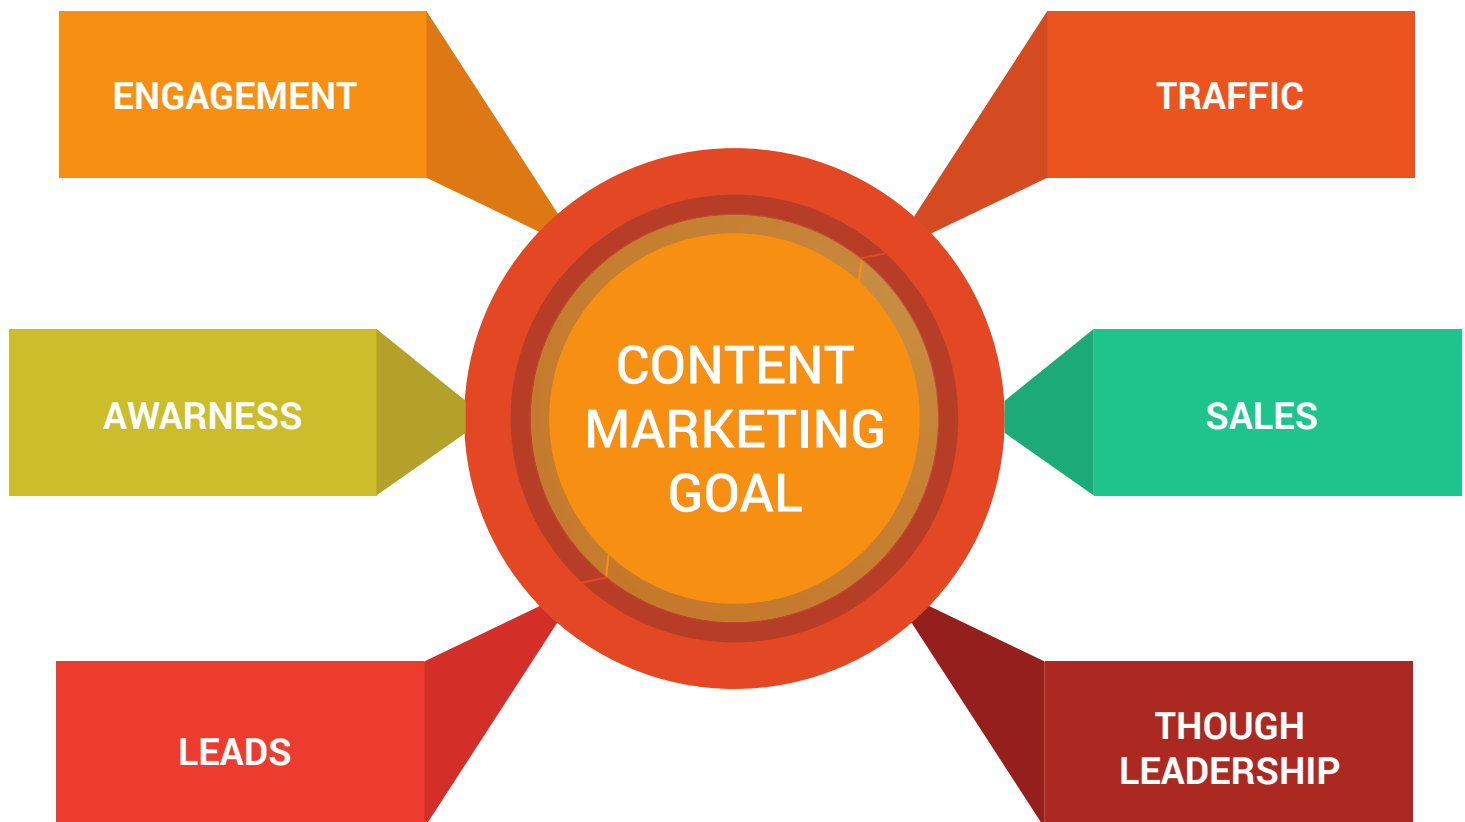 ENGAGEMENT
TRAFFIC
CONTENT
MARKETING
GOAL
AWARNESS
SALES
LEADS
THOUGH
LEADERSHIP